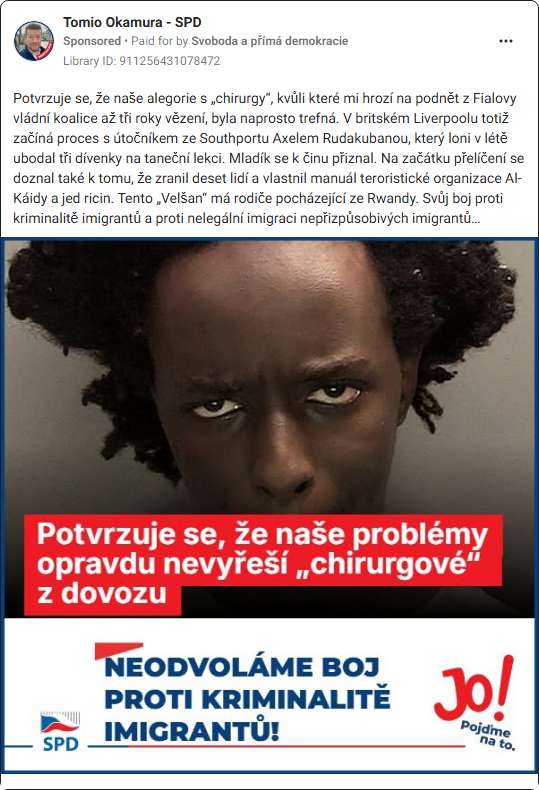 Tomio Okamura - SPD
Sponsored • Paid for by Svoboda a přímá demokracie
Library ID: 911256431078472
Potvrzuje se, že naše alegorie s „chirurgy“, kvůli které mi hrozí na podnět z Fialovy
vládní koalice až tři roky vězení, byla naprosto trefná. V britském Liverpoolu totiž
začíná proces s útočníkem ze Southportu Axelem Rudakubanou, který loni v létě
ubodal tři dívenky na taneční lekci. Mladík se k činu přiznal. Na začátku přelíčení se
doznal také k tomu, že zranil deset lidí a vlastnil manuál teroristické organizace Al-
Káidy a jed ricin. Tento „Velšan“ má rodiče pocházející ze Rwandy. Svůj boj proti
kriminalitě imigrantů a proti nelegální imigraci nepřizpůsobivých imigrantů...
Potvrzuje se, že naše problémy
opravdu nevyřeší „chirurgové“
z dovozu
NEODVOLÁME BOJ
PROTI KRIMINALITĚ
IMIGRANTŮ!
SPD
Jo!
Pojďme
na to.